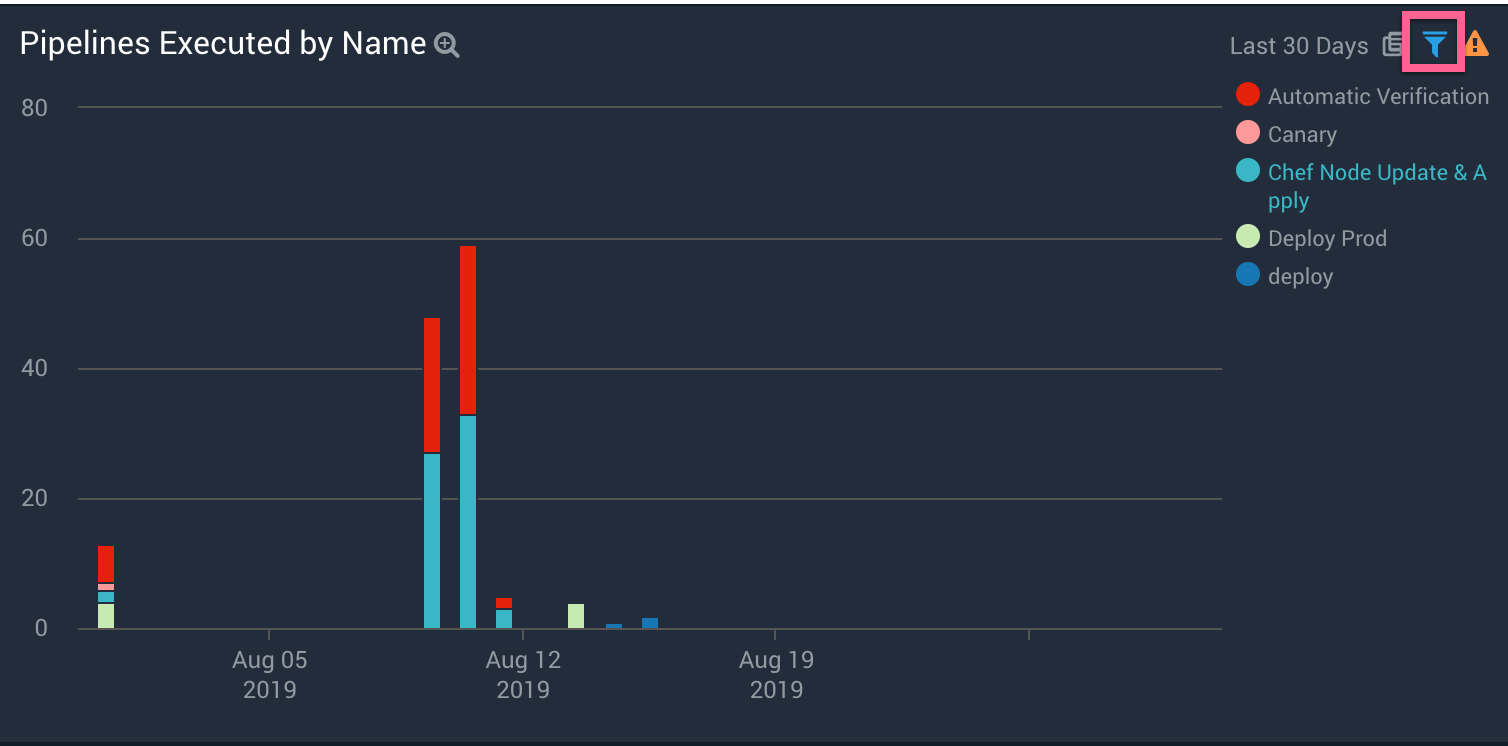 Pipelines Executed by Name
Last 30 Days
Automatic Verification
Canary
Chef Node Update & A
pply
Deploy Prod
deploy
80
60
40
20
0
Aug 05
2019
Aug 12
2019
Aug 19
2019